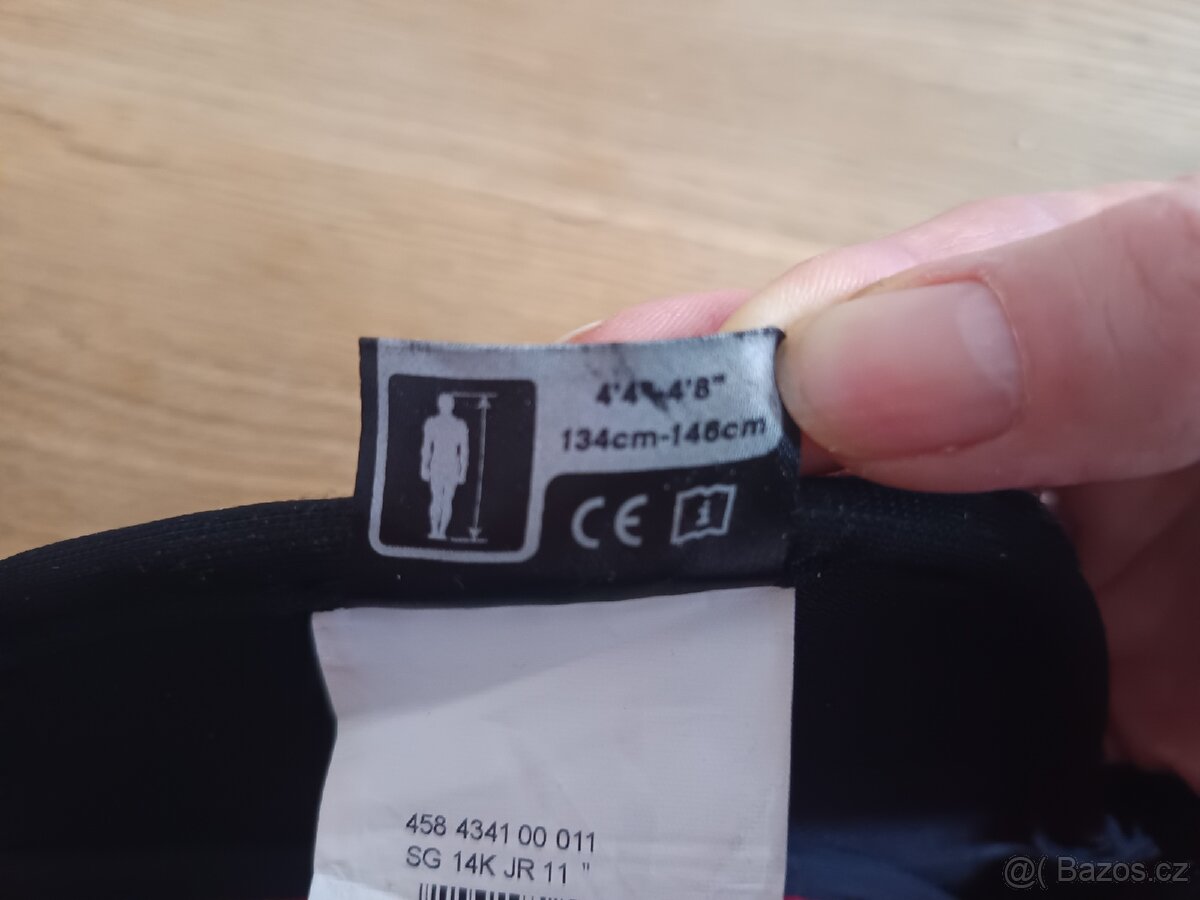 4'4"-4'8"
134cm-146cm
CE
458 4341 00 011
SG 14K JR 11 "
@( Bazos.cz